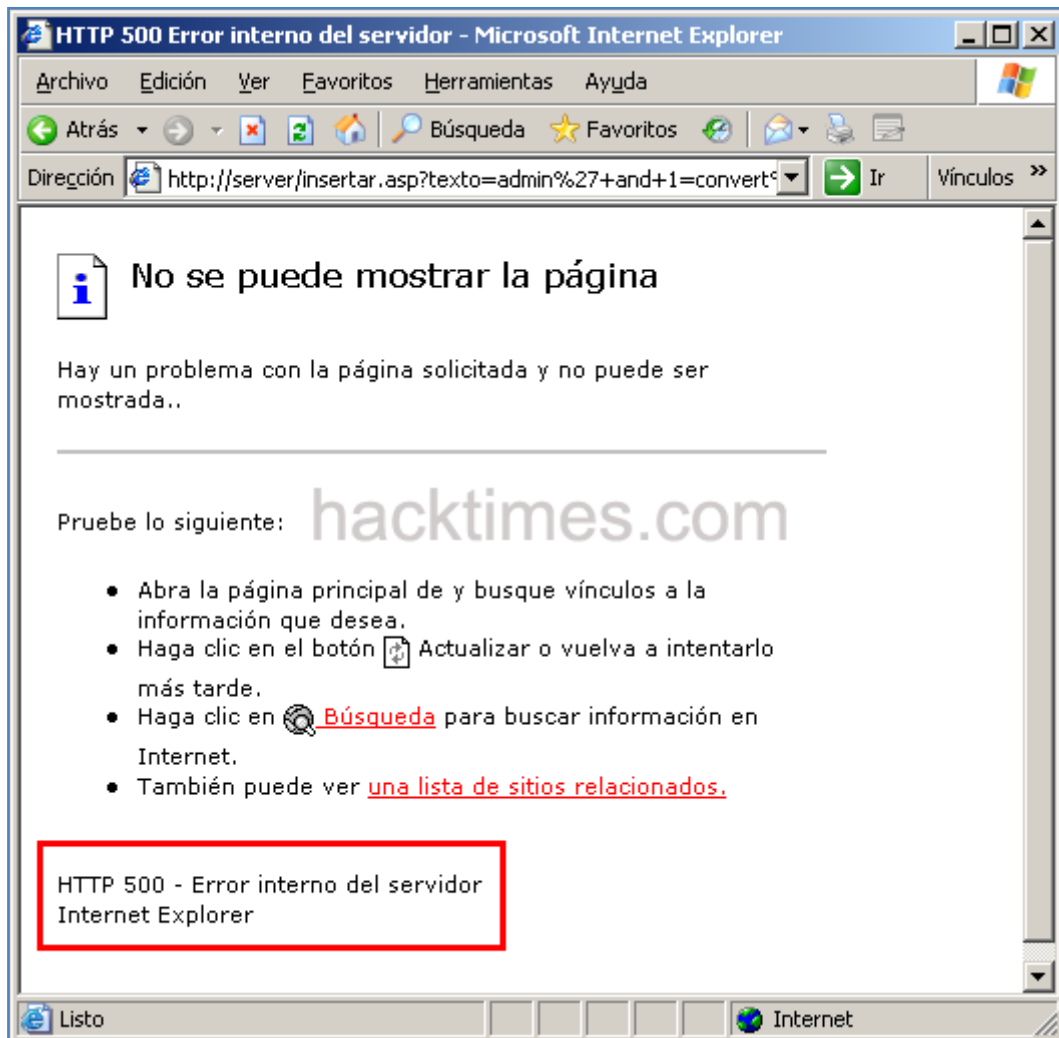 HTTP 500 Error interno del servidor - Microsoft Internet Explorer
Archivo Edición Ver Favoritos Herramientas Ayuda
Atrás Búsqueda Favoritos
Dirección http://server/insertar.asp?texto=admin%27+and+1=convert Ir Vínculos »
i No se puede mostrar la página
Hay un problema con la página solicitada y no puede ser
mostrada..
hacktimes.com
Pruebe lo siguiente:
• Abra la página principal de y busque vínculos a la
información que desea.
• Haga clic en el botón Actualizar o vuelva a intentarlo
más tarde.
• Haga clic en Búsqueda para buscar información en
Internet.
• También puede ver una lista de sitios relacionados.
HTTP 500 - Error interno del servidor
Internet Explorer
Listo Internet